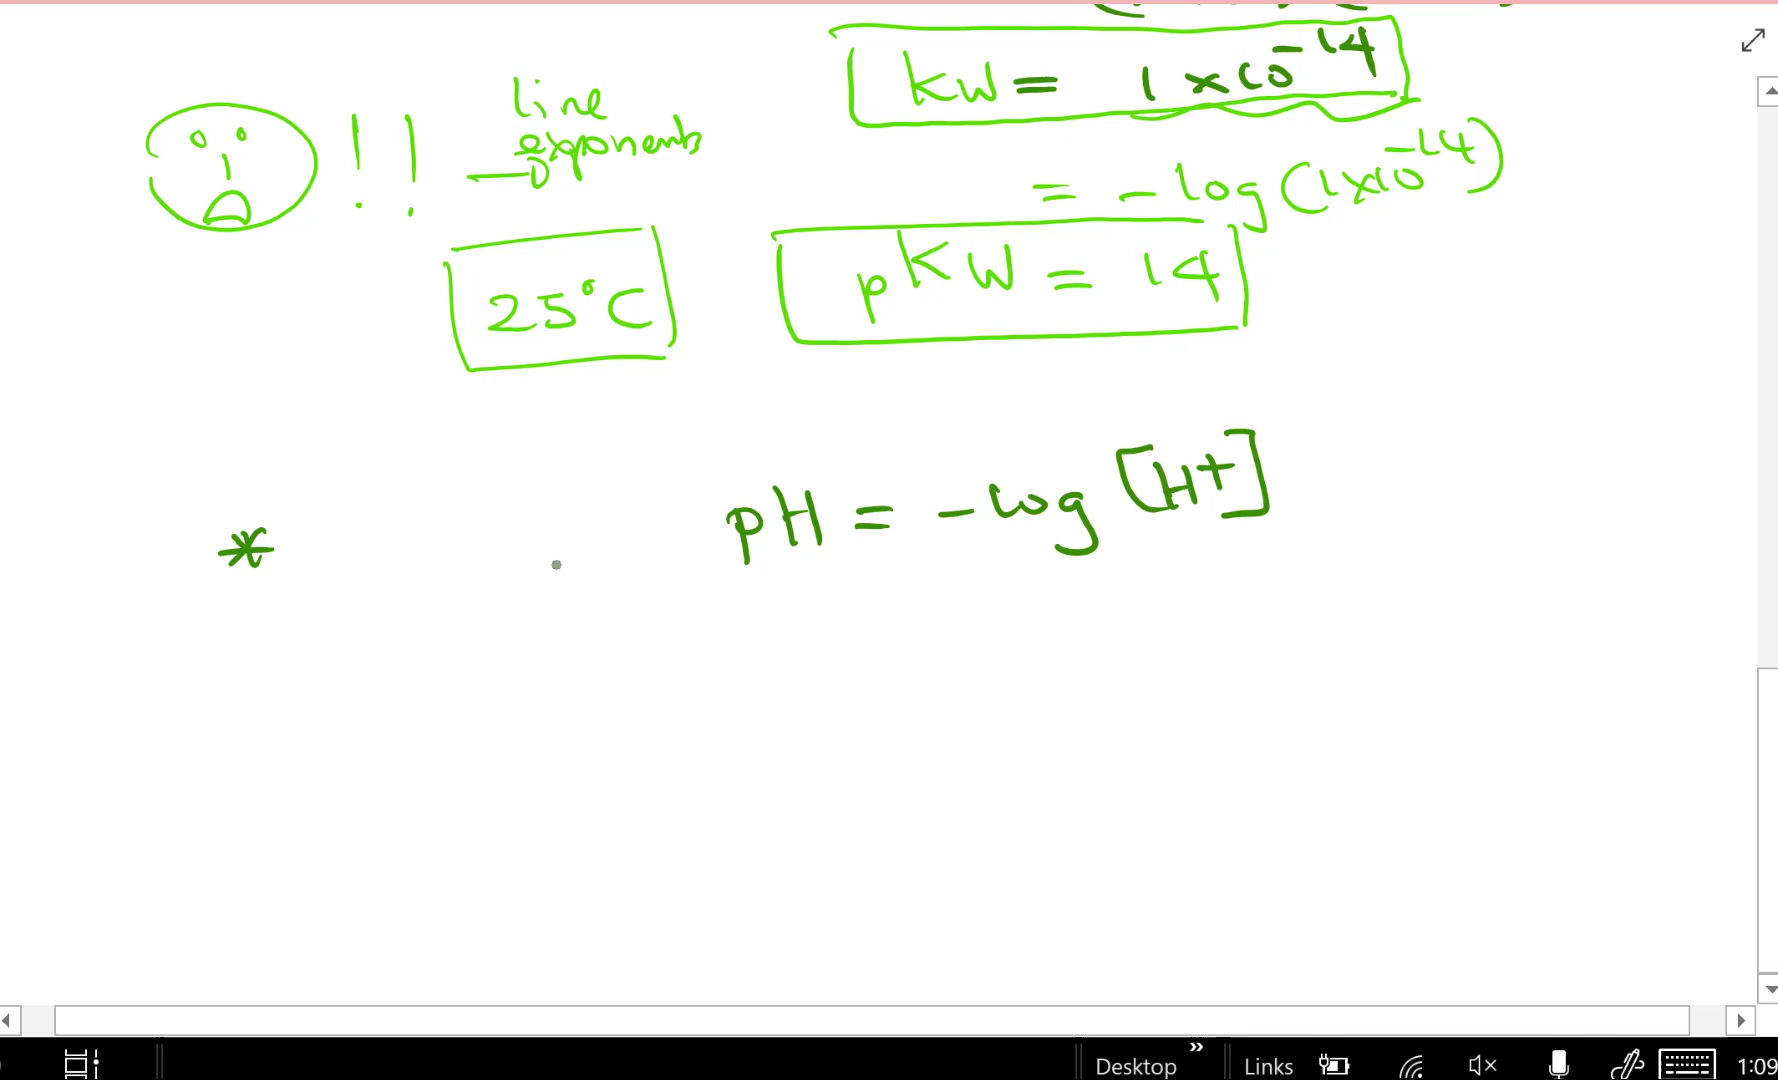 KW = 1 x 10^-14
line
exponents
= - log (1x10^-14)
25°C
pKW = 14
pH = - log [H+]
*
Desktop
Links
1:09